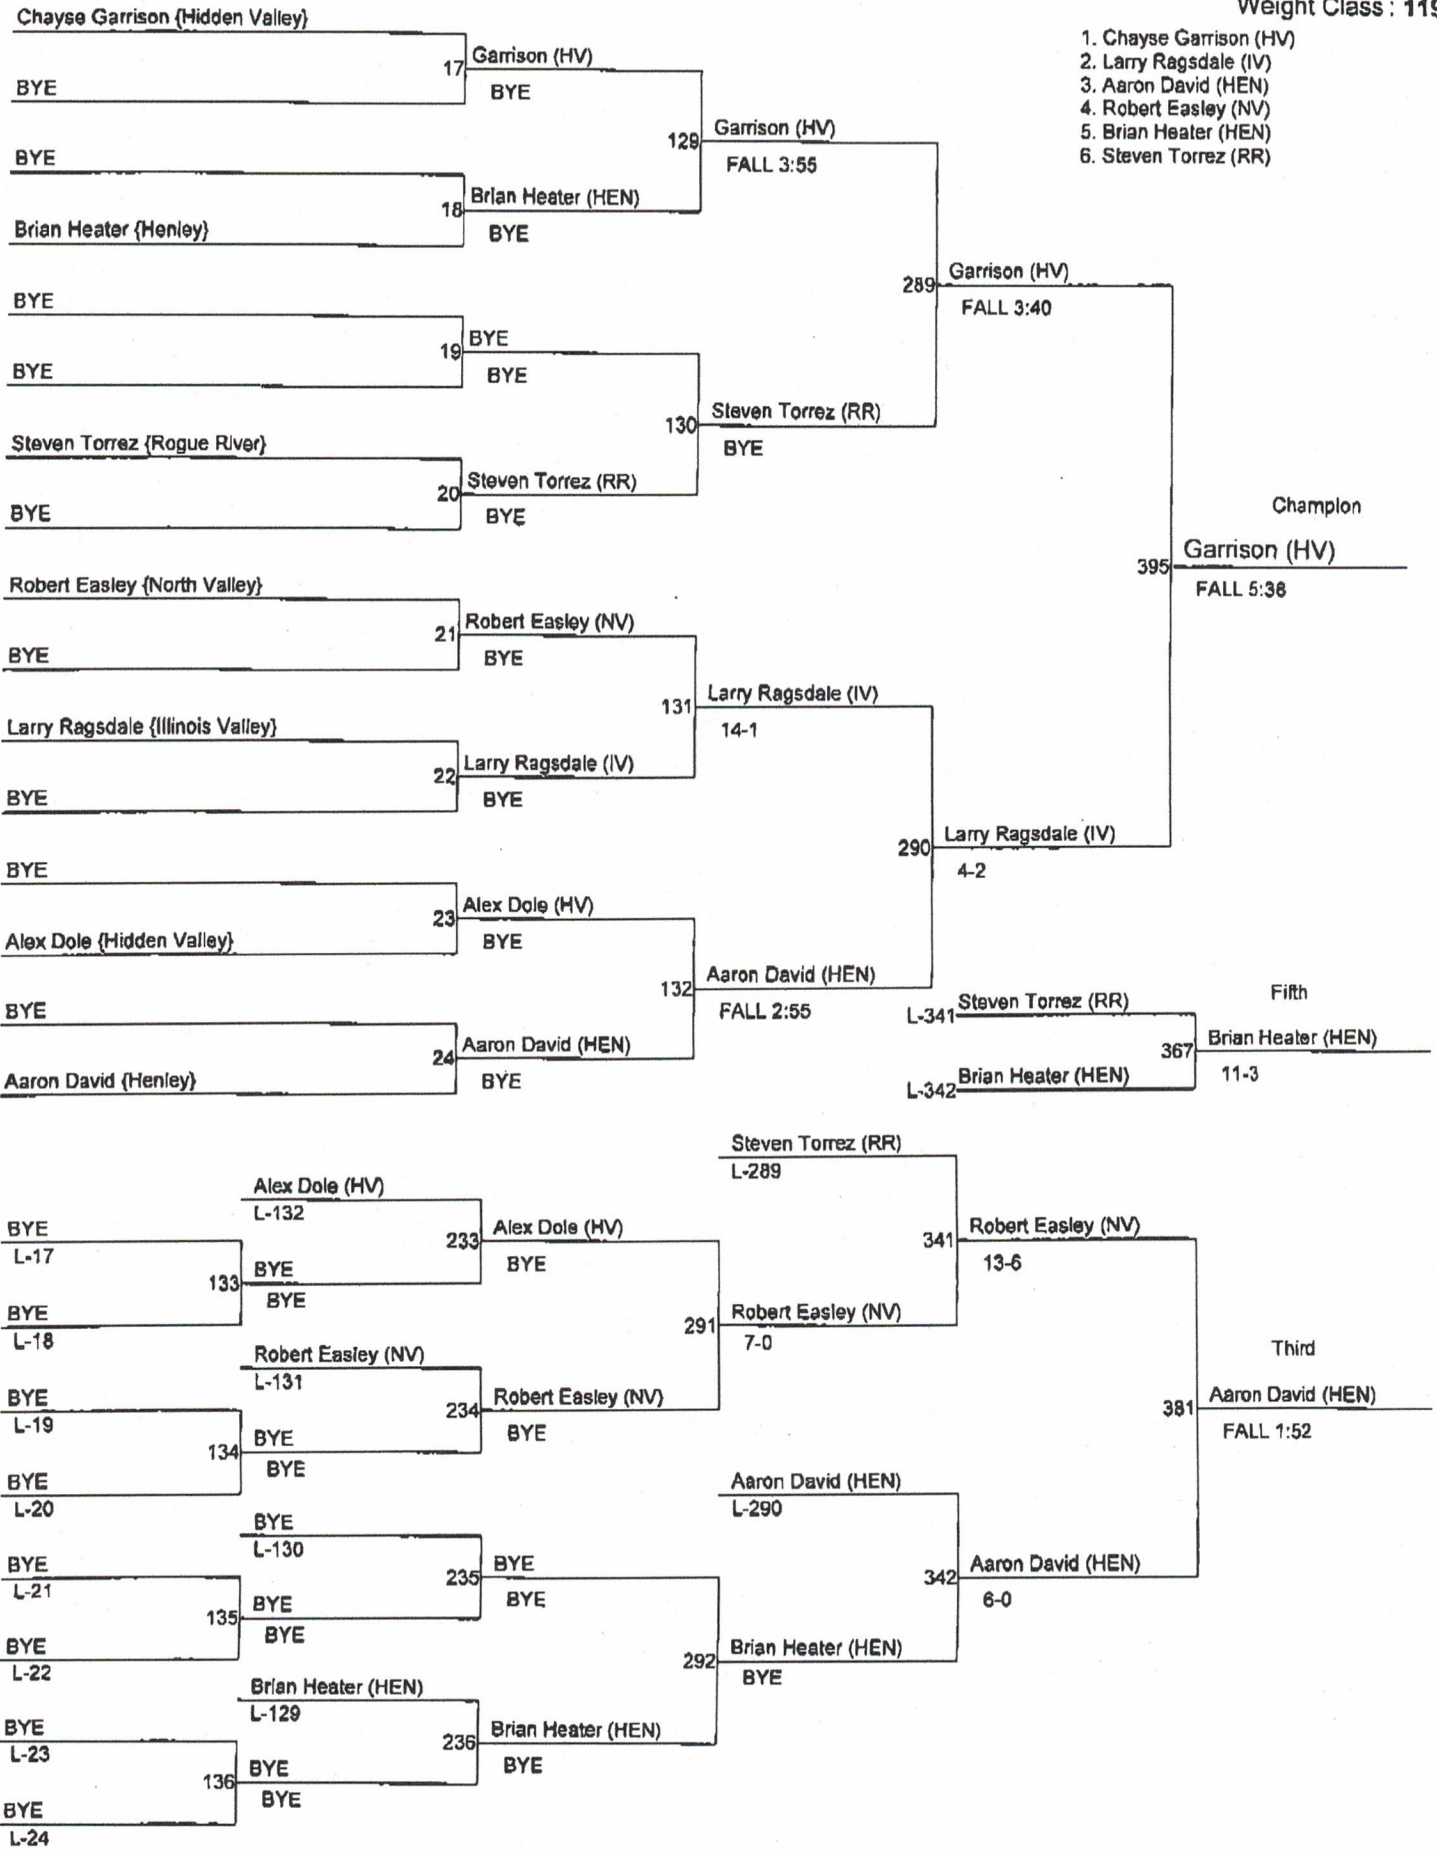 Weight Class : 119
1. Chayse Garrison (HV)
2. Larry Ragsdale (IV)
3. Aaron David (HEN)
4. Robert Easley (NV)
5. Brian Heater (HEN)
6. Steven Torrez (RR)
Chayse Garrison {Hidden Valley}
17
Garrison (HV)
BYE
BYE
129
Garrison (HV)
FALL 3:55
BYE
18
Brian Heater (HEN)
BYE
Brian Heater {Henley}
289
Garrison (HV)
FALL 3:40
BYE
19
BYE
BYE
BYE
130
Steven Torrez (RR)
BYE
Steven Torrez {Rogue River}
20
Steven Torrez (RR)
BYE
BYE
Champion
395
Garrison (HV)
FALL 5:38
Robert Easley {North Valley}
21
Robert Easley (NV)
BYE
BYE
131
Larry Ragsdale (IV)
14-1
Larry Ragsdale {Illinois Valley}
22
Larry Ragsdale (IV)
BYE
BYE
290
Larry Ragsdale (IV)
4-2
BYE
23
Alex Dole (HV)
BYE
Alex Dole {Hidden Valley}
132
Aaron David (HEN)
FALL 2:55
BYE
24
Aaron David (HEN)
BYE
Aaron David {Henley}
Fifth
L-341
Steven Torrez (RR)
367
Brian Heater (HEN)
11-3
L-342
Brian Heater (HEN)
Steven Torrez (RR)
L-289
Alex Dole (HV)
L-132
BYE
L-17
133
BYE
BYE
233
Alex Dole (HV)
BYE
341
Robert Easley (NV)
13-6
BYE
L-18
291
Robert Easley (NV)
7-0
Robert Easley (NV)
L-131
BYE
L-19
134
BYE
BYE
234
Robert Easley (NV)
BYE
Third
381
Aaron David (HEN)
FALL 1:52
BYE
L-20
Aaron David (HEN)
L-290
BYE
L-130
BYE
L-21
135
BYE
BYE
235
BYE
BYE
342
Aaron David (HEN)
6-0
BYE
L-22
292
Brian Heater (HEN)
BYE
Brian Heater (HEN)
L-129
BYE
L-23
136
BYE
BYE
236
Brian Heater (HEN)
BYE
BYE
L-24